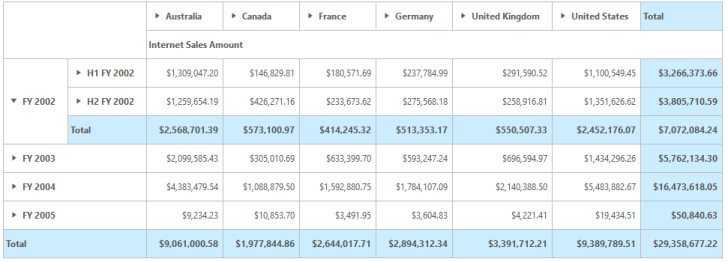 Australia Canada France Germany United Kingdom United States Total
Internet Sales Amount
H1 FY 2002 $1,309,047.20 $146,829.81 $180,571.69 $237,784.99 $291,590.52 $1,100,549.45 $3,266,373.66
FY 2002 H2 FY 2002 $1,259,654.19 $426,271.16 $233,673.62 $275,568.18 $258,916.81 $1,351,626.62 $3,805,710.59
Total $2,568,701.39 $573,100.97 $414,245.32 $513,353.17 $550,507.33 $2,452,176.07 $7,072,084.24
FY 2003 $2,099,585.43 $305,010.69 $633,399.70 $593,247.24 $696,594.97 $1,434,296.26 $5,762,134.30
FY 2004 $4,383,479.54 $1,088,879.50 $1,592,880.75 $1,784,107.09 $2,140,388.50 $5,483,882.67 $16,473,618.05
FY 2005 $9,234.23 $10,853.70 $3,491.95 $3,604.83 $4,221.41 $19,434.51 $50,840.63
Total $9,061,000.58 $1,977,844.86 $2,644,017.71 $2,894,312.34 $3,391,712.21 $9,389,789.51 $29,358,677.22